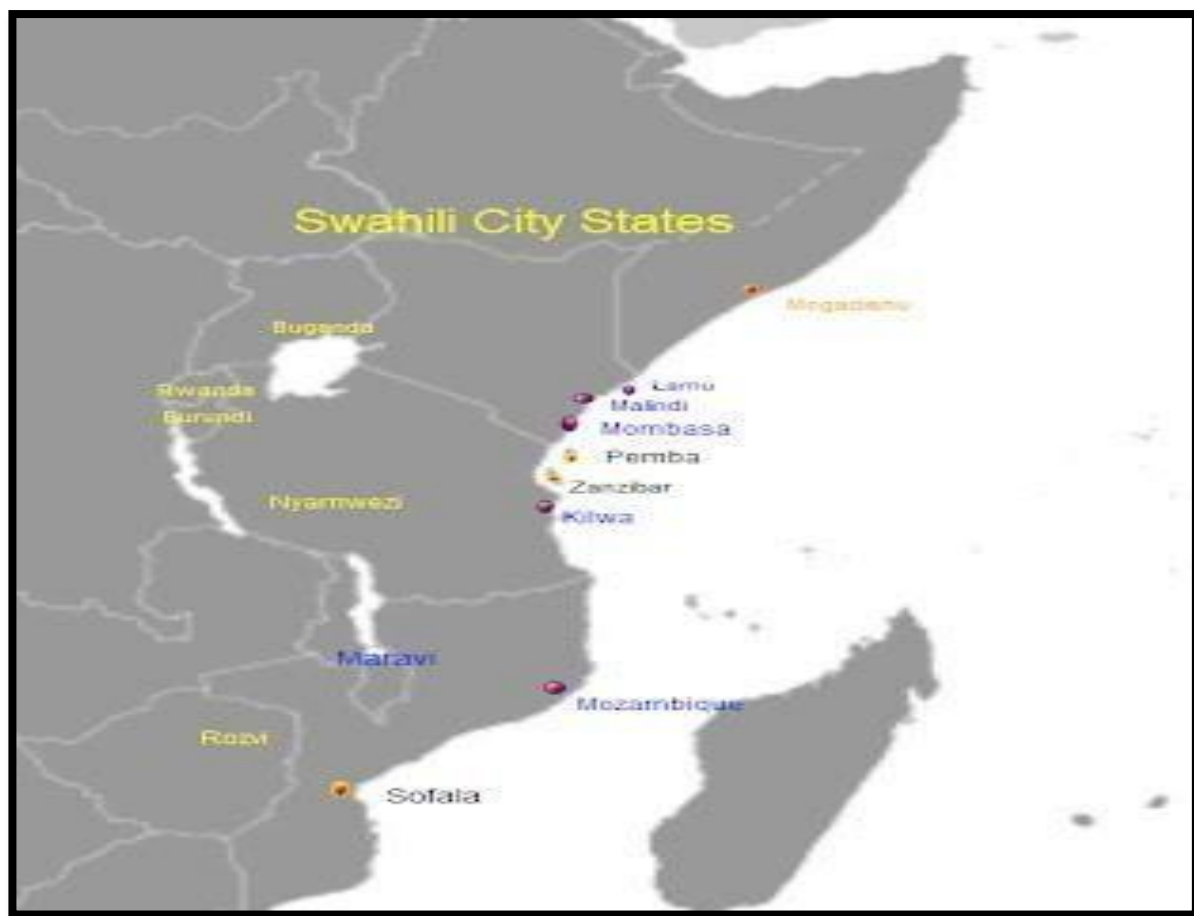 Swahili City States
Mogadishu
Buganda
Lamu
Rwanda
Malindi
Burundi
Mombasa
Pemba
Zanzibar
Nyamwezi
Kilwa
Maravi
Mozambique
Rozvi
Sofala